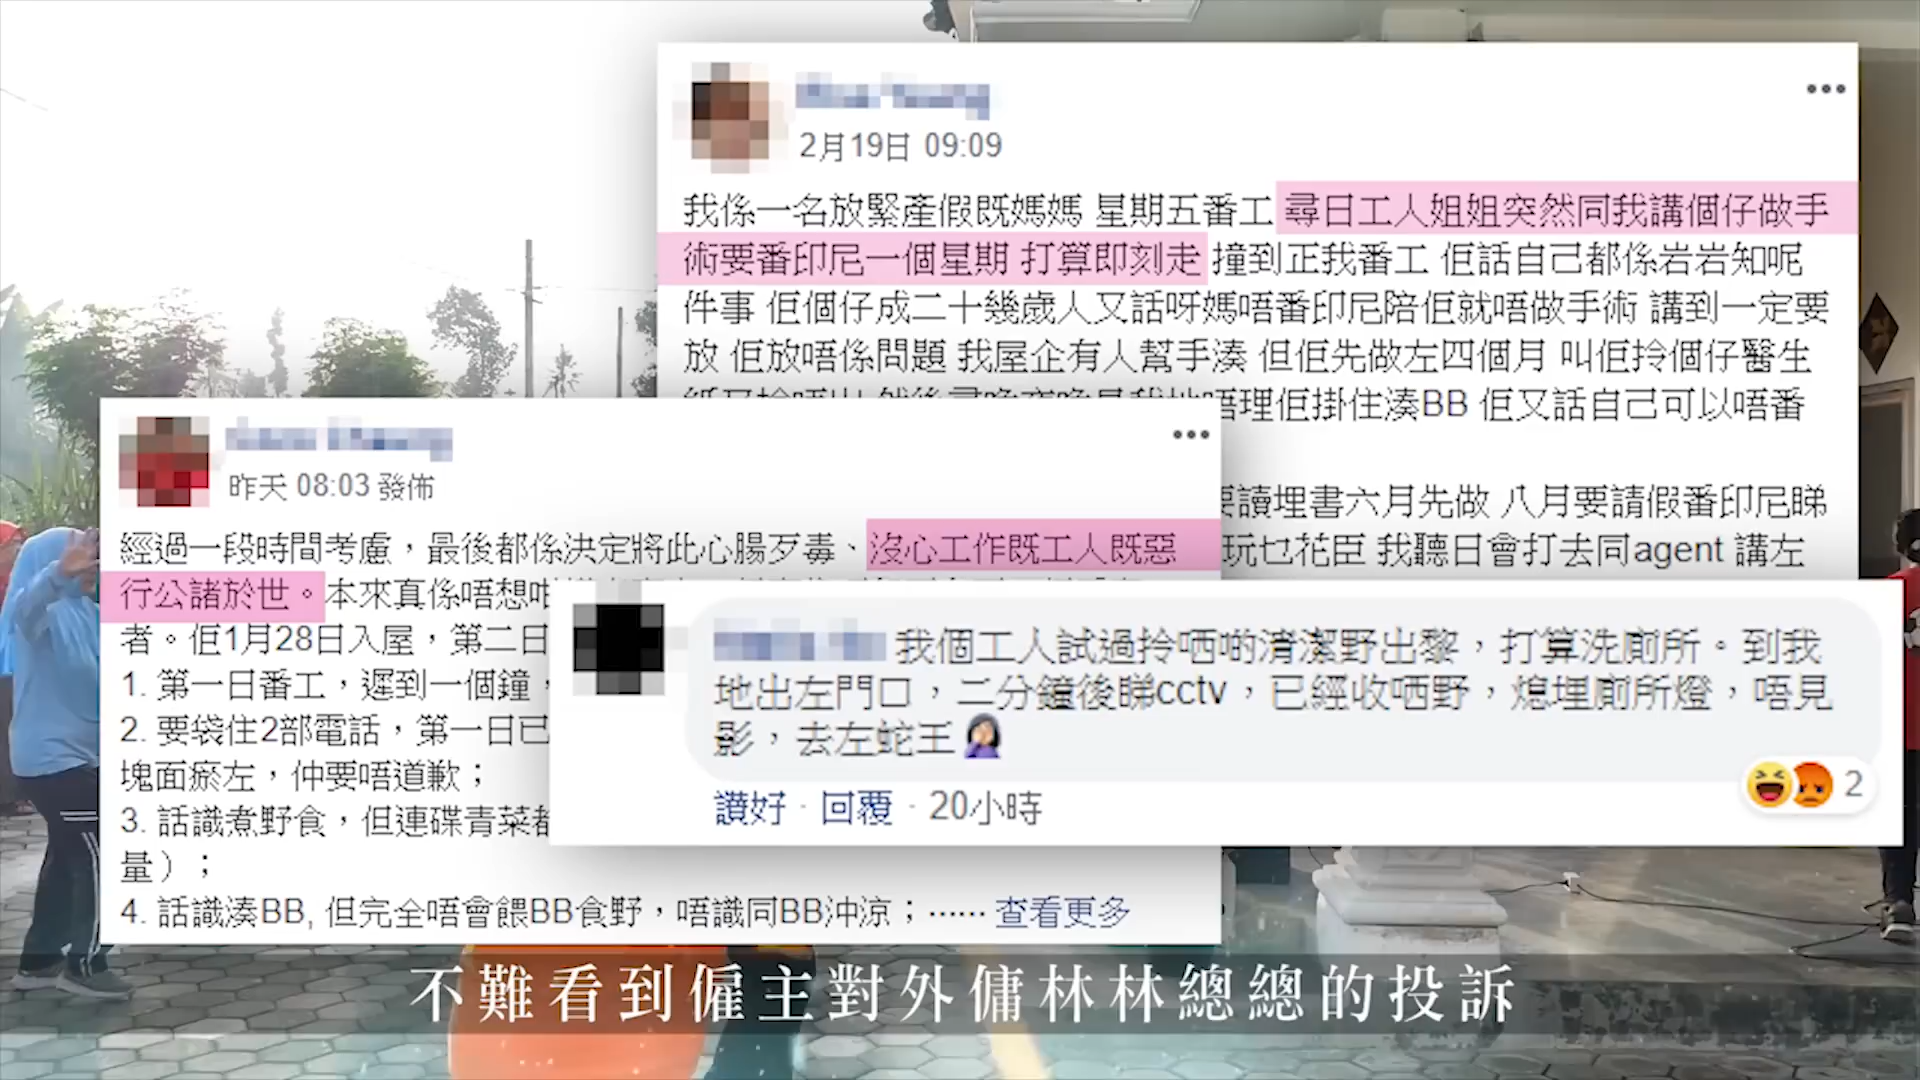 2月19日 09:09
我係一名放緊產假既媽媽 星期五番工 尋日工人姐姐突然同我講個仔做手
術要番印尼一個星期 打算即刻走 撞到正我番工 佢話自己都係岩岩知呢
件事 佢個仔成二十幾歲人又話呀媽唔番印尼陪佢就唔做手術 講到一定要
放 佢放唔係問題 我屋企有人幫手湊 但佢先做左四個月 叫佢拎個仔醫生
唔理佢掛住湊BB 佢又話自己可以唔番
要讀埋書六月先做 八月要請假番印尼睇
玩乜花臣 我聽日會打去同agent 講左
昨天 08:03 發佈
經過一段時間考慮，最後都係決定將此心腸歹毒、沒心工作既工人既惡
行公諸於世。本來真係唔想咁
者。佢1月28日入屋，第二日
1. 第一日番工，遲到一個鐘，
2. 要袋住2部電話，第一日已
塊面瘀左，仲要唔道歉；
3. 話識煮野食，但連碟青菜都
量）；
4. 話識湊BB, 但完全唔會餵BB食野，唔識同BB沖涼；⋯⋯ 查看更多
我個工人試過拎哂啲清潔野出黎，打算洗廁所。到我
地出左門口，二分鐘後睇cctv，已經收哂野，熄埋廁所燈，唔見
影，去左蛇王
2
讚好 · 回覆 · 20小時
不難看到僱主對外傭林林總總的投訴